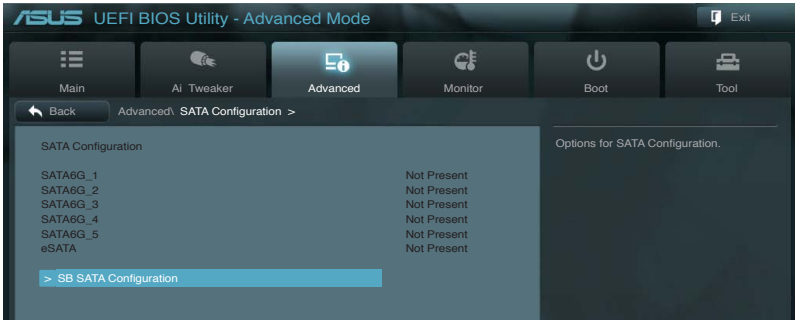 ASUS UEFI BIOS Utility - Advanced Mode
Exit
Main
Ai Tweaker
Advanced
Monitor
Boot
Tool
Back
Advanced\ SATA Configuration >
SATA Configuration
Options for SATA Configuration.
SATA6G_1 Not Present
SATA6G_2 Not Present
SATA6G_3 Not Present
SATA6G_4 Not Present
SATA6G_5 Not Present
eSATA Not Present
> SB SATA Configuration